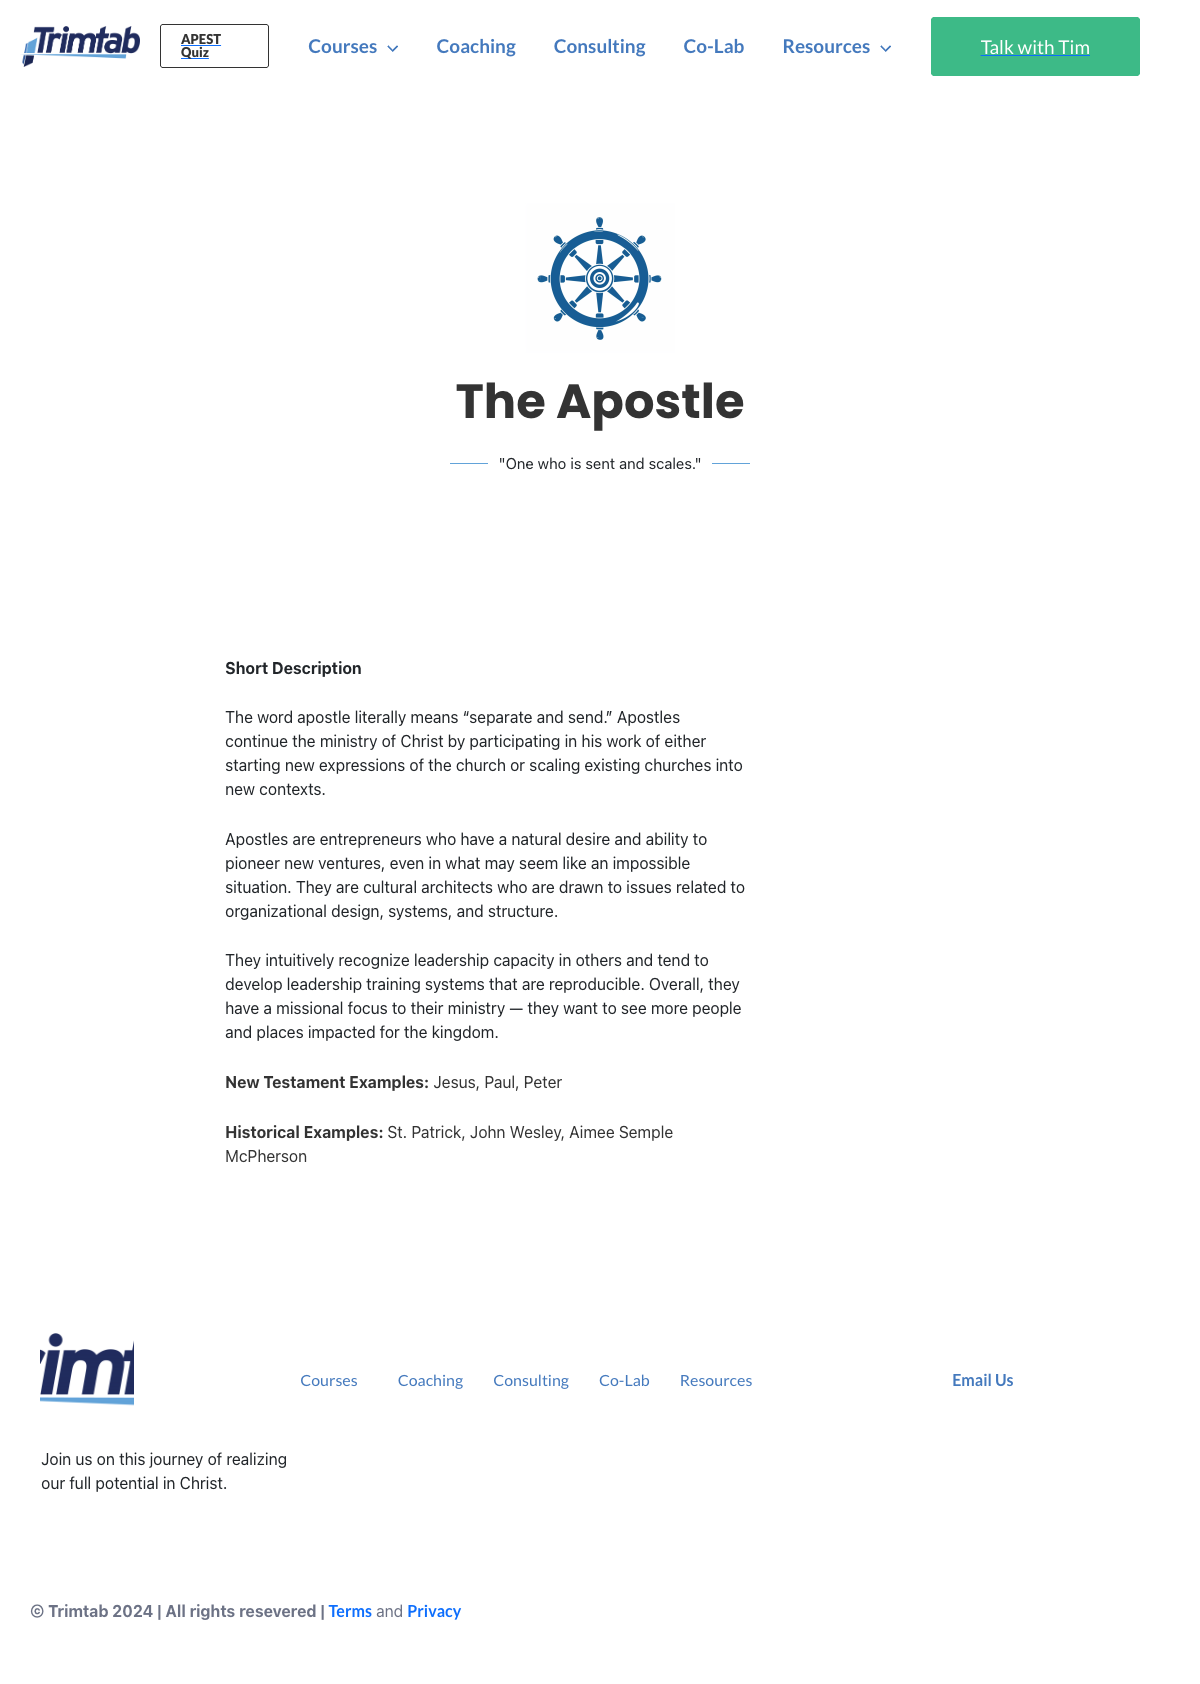 Trimtab
APEST
Quiz
Courses
Coaching
Consulting
Co-Lab
Resources
Talk with Tim
The Apostle
"One who is sent and scales."
Short Description
The word apostle literally means “separate and send.” Apostles
continue the ministry of Christ by participating in his work of either
starting new expressions of the church or scaling existing churches into
new contexts.
Apostles are entrepreneurs who have a natural desire and ability to
pioneer new ventures, even in what may seem like an impossible
situation. They are cultural architects who are drawn to issues related to
organizational design, systems, and structure.
They intuitively recognize leadership capacity in others and tend to
develop leadership training systems that are reproducible. Overall, they
have a missional focus to their ministry — they want to see more people
and places impacted for the kingdom.
New Testament Examples: Jesus, Paul, Peter
Historical Examples: St. Patrick, John Wesley, Aimee Semple
McPherson
Courses
Coaching
Consulting
Co-Lab
Resources
Email Us
Join us on this journey of realizing
our full potential in Christ.
© Trimtab 2024 | All rights resevered | Terms and Privacy